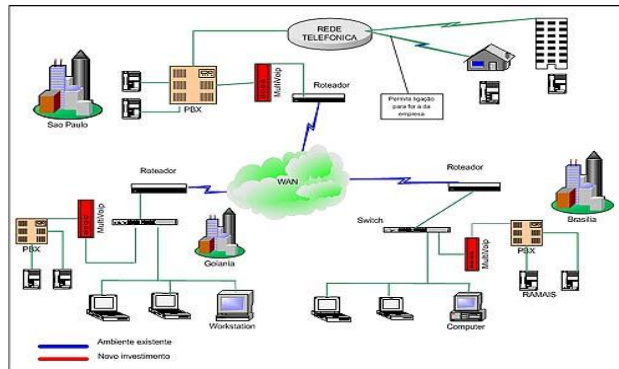 REDE
TELEFONICA
MultiVoip
Roteador
PBX
Sao Paulo
Permite ligação
para for a da
empresa
Roteador
WAN
Roteador
Brasilia
MultiVoip
PBX
Goiania
Switch
MultiVoip
PBX
RAMAIS
Workstation
Computer
Ambiente existente
Novo investimento